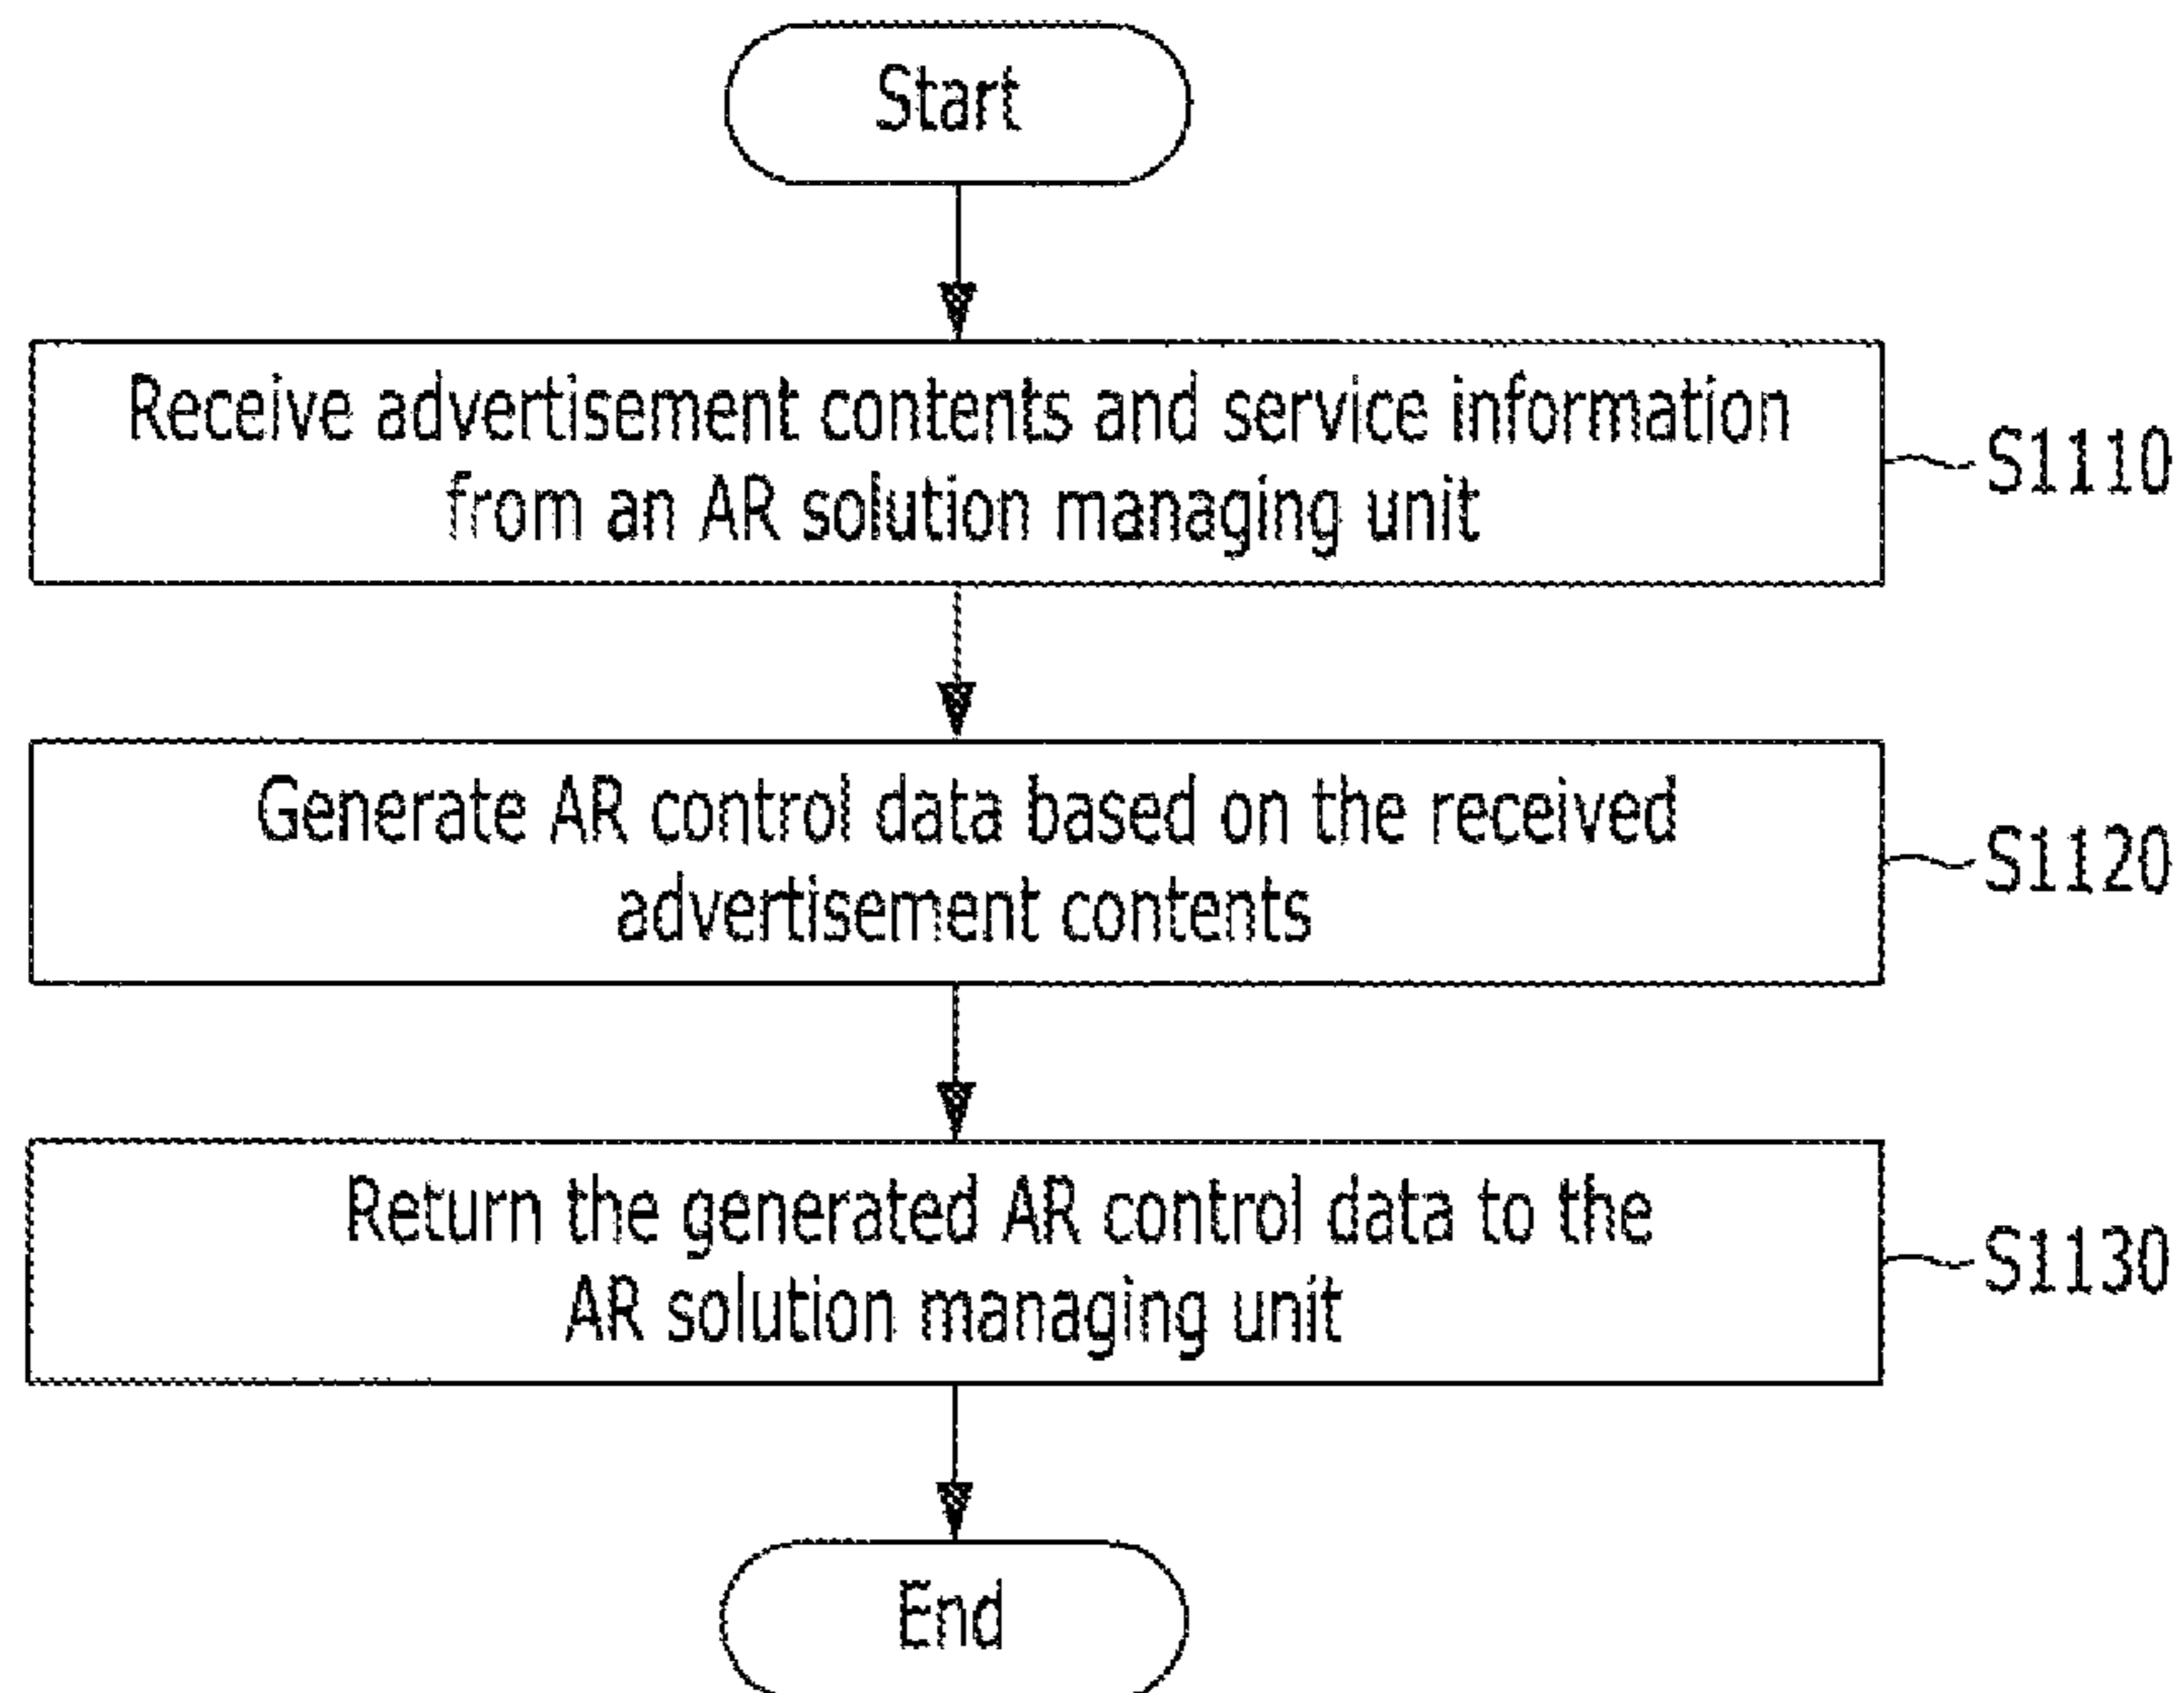 Start
Receive advertisement contents and service information
from an AR solution managing unit
S1110
Generate AR control data based on the received
advertisement contents
S1120
Return the generated AR control data to the
AR solution managing unit
S1130
End